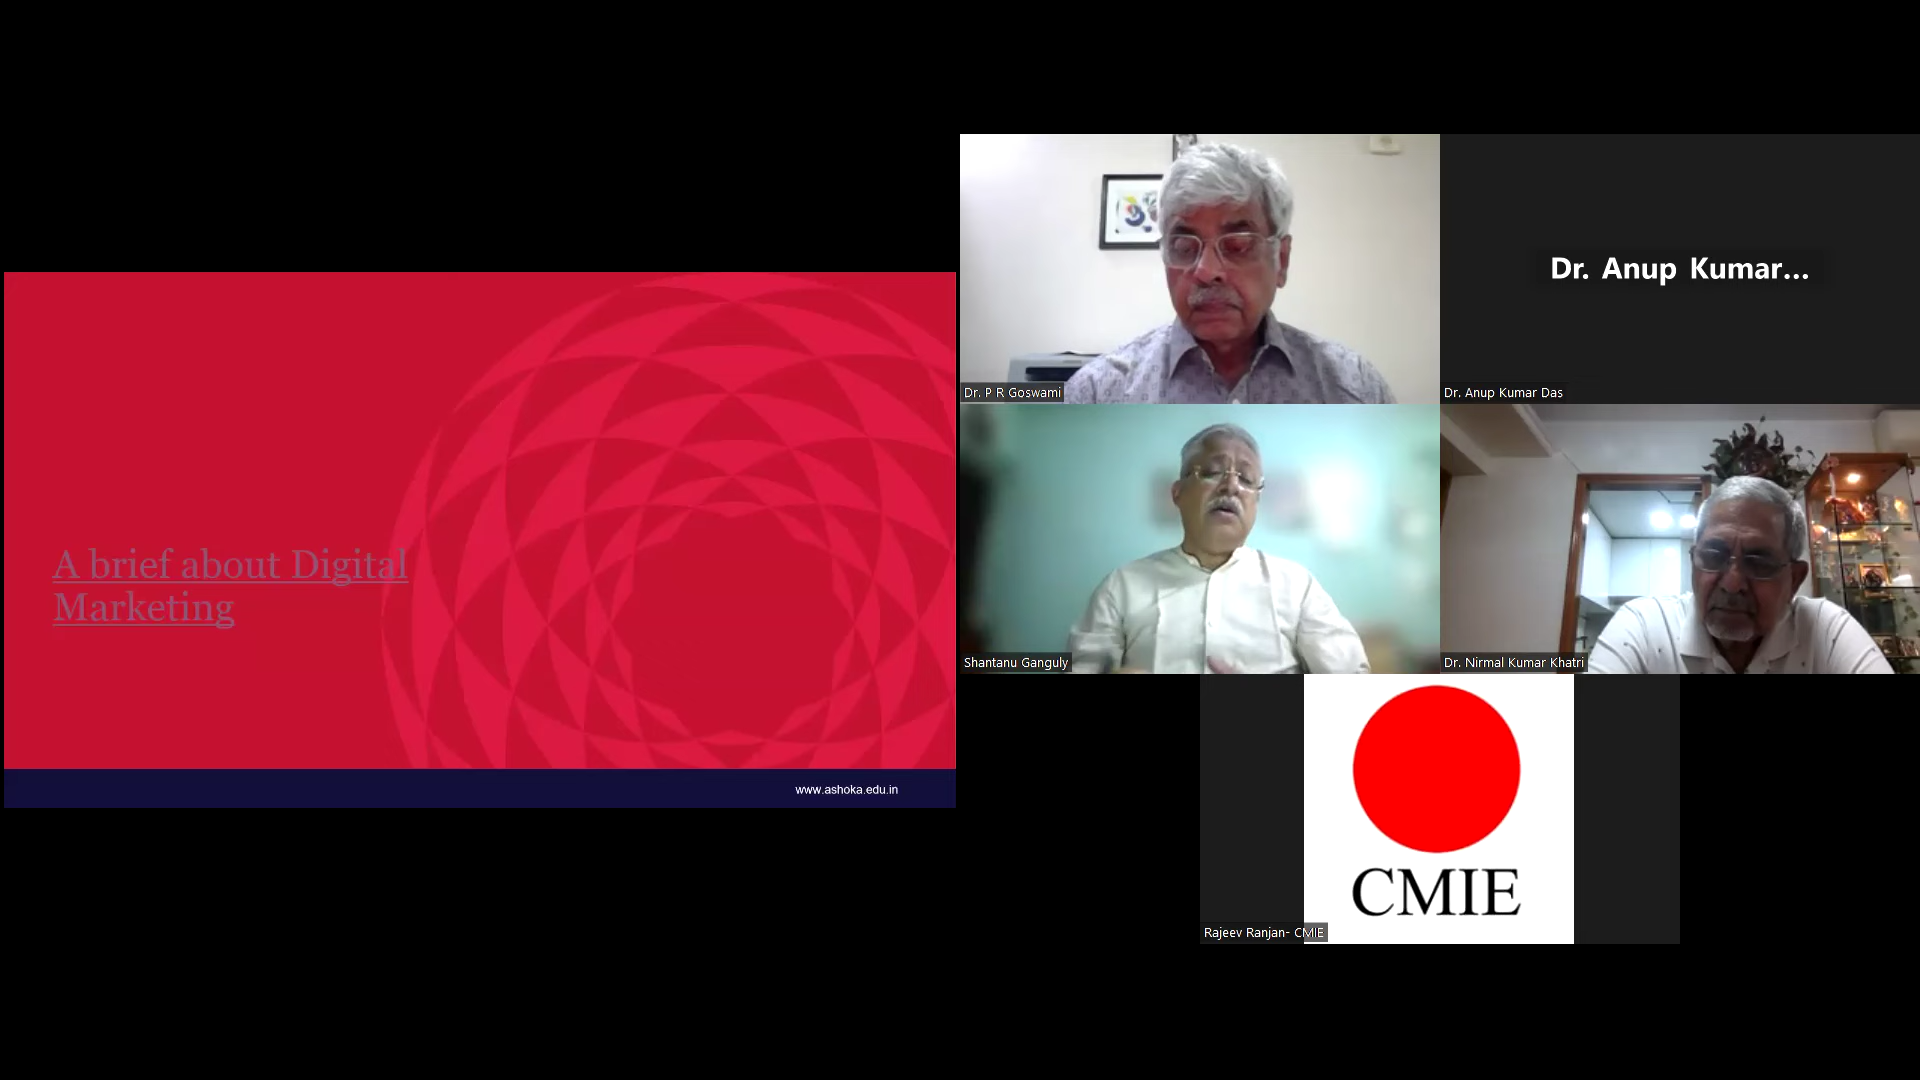 A brief about Digital
Marketing
www.ashoka.edu.in
Dr. P R Goswami
Dr. Anup Kumar...
Dr. Anup Kumar Das
Shantanu Ganguly
Dr. Nirmal Kumar Khatri
CMIE
Rajeev Ranjan- CMIE